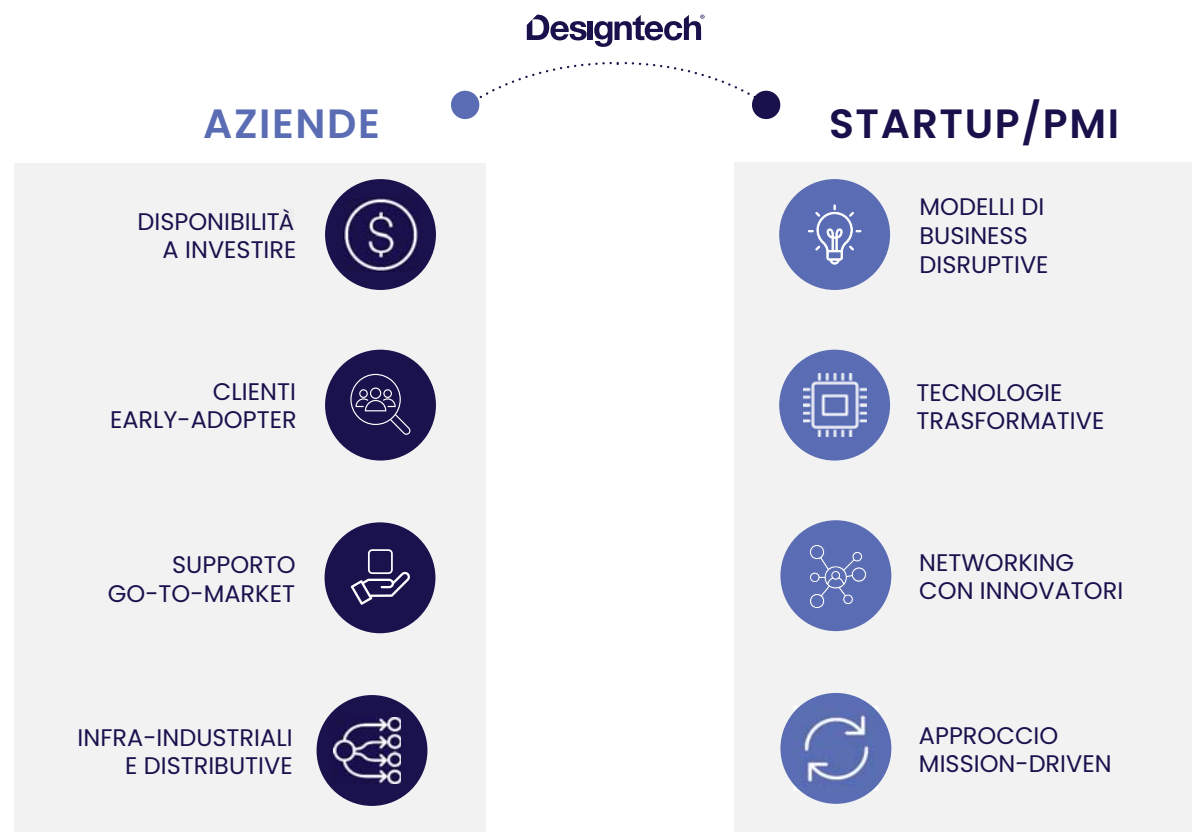 Designtech®
AZIENDE
STARTUP/PMI
DISPONIBILITÀ
A INVESTIRE
CLIENTI
EARLY-ADOPTER
SUPPORTO
GO-TO-MARKET
INFRA-INDUSTRIALI
E DISTRIBUTIVE
MODELLI DI
BUSINESS
DISRUPTIVE
TECNOLOGIE
TRASFORMATIVE
NETWORKING
CON INNOVATORI
APPROCCIO
MISSION-DRIVEN